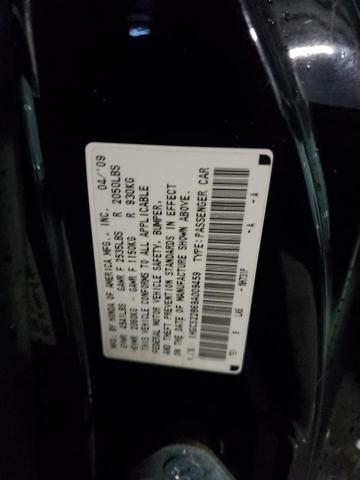 MFD. BY HONDA OF AMERICA MFG., INC. 04/'09
GVWR 4541LBS GAWR F 2535LBS R 2050LBS
GVWR 2060KG GAWR F 1150KG R 930KG
THIS VEHICLE CONFORMS TO ALL APPLICABLE
FEDERAL MOTOR VEHICLE SAFETY, BUMPER,
AND THEFT PREVENTION STANDARDS IN EFFECT
ON THE DATE OF MANUFACTURE SHOWN ABOVE.
V.I.N. TYPE: PASSENGER CAR
NH731P -A -A